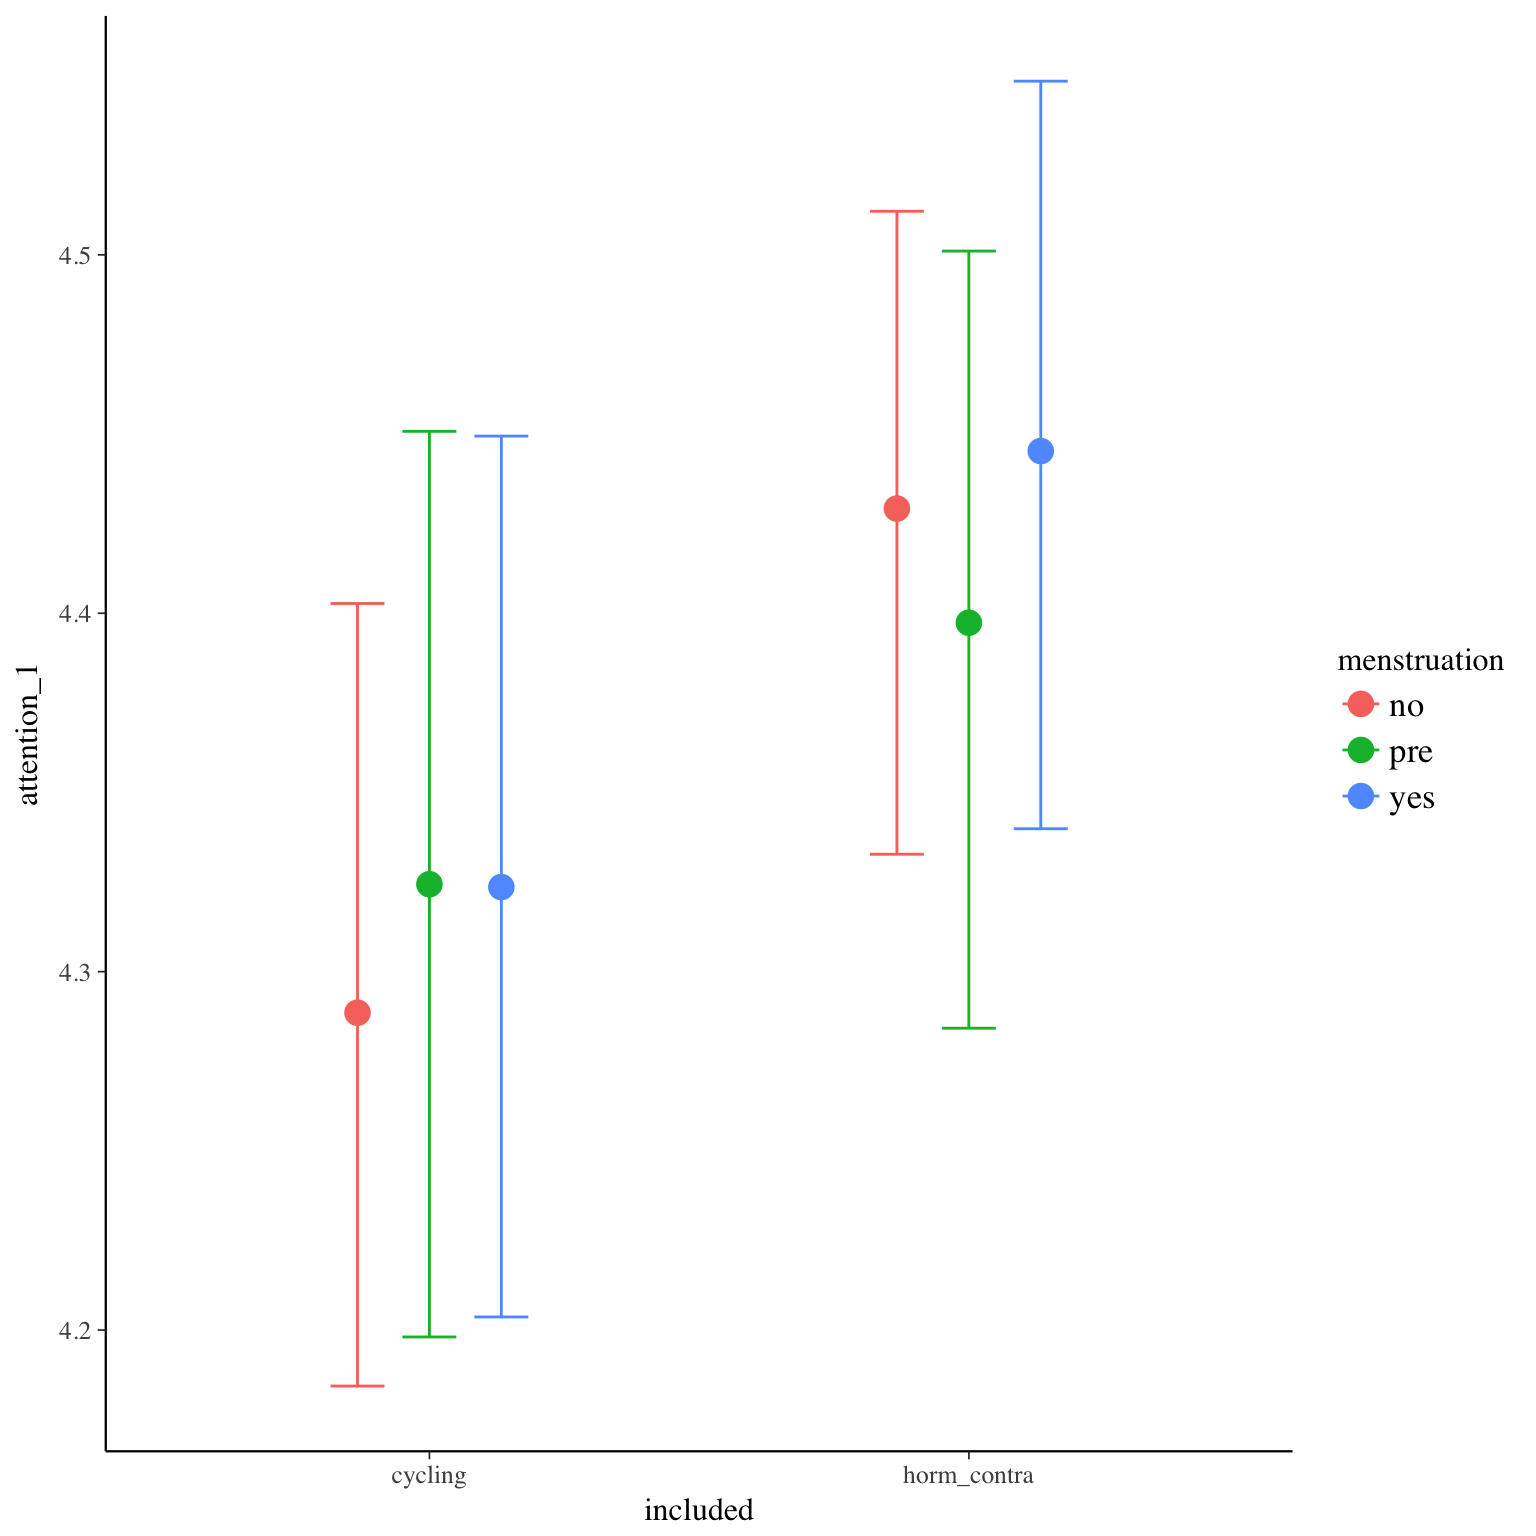 4.5
4.4
4.3
4.2
attention_1
cycling
horm_contra
included
menstruation
no
pre
yes